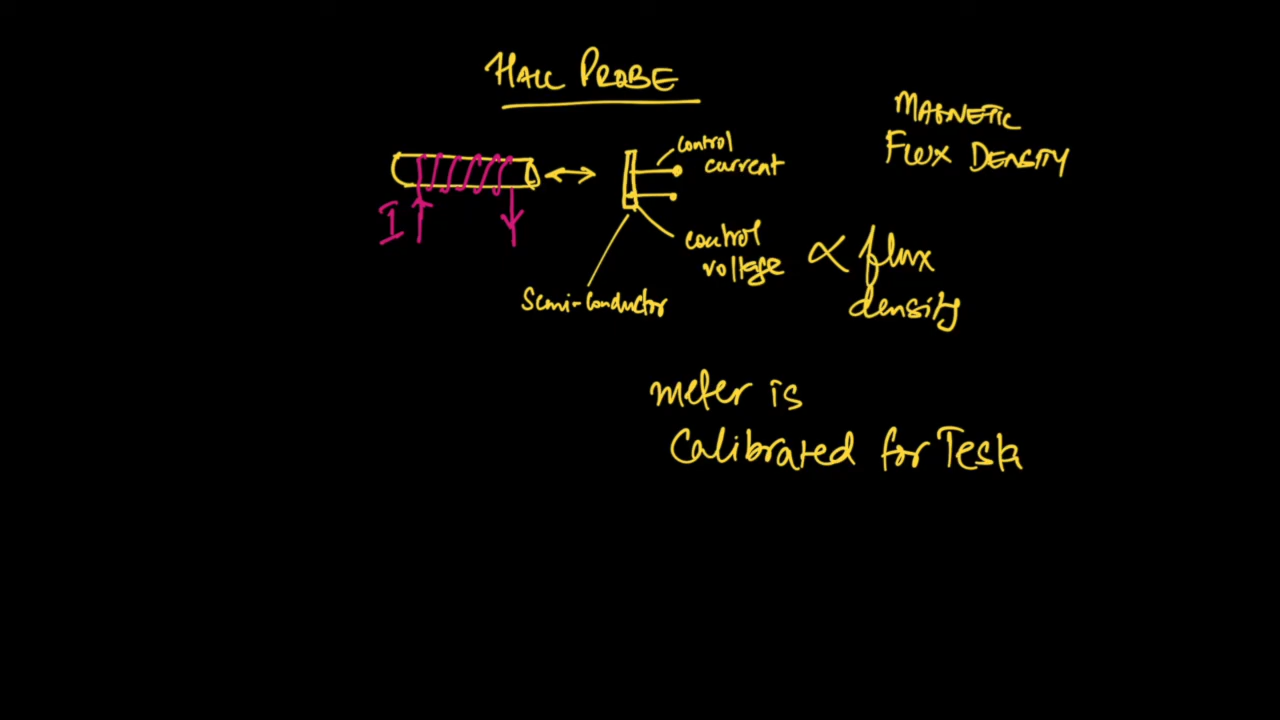 HALL PROBE
MAGNETIC
FLUX DENSITY
control
current
I
control
voltage
∝ flux
density
Semi-conductor
meter is
Calibrated for Tesla